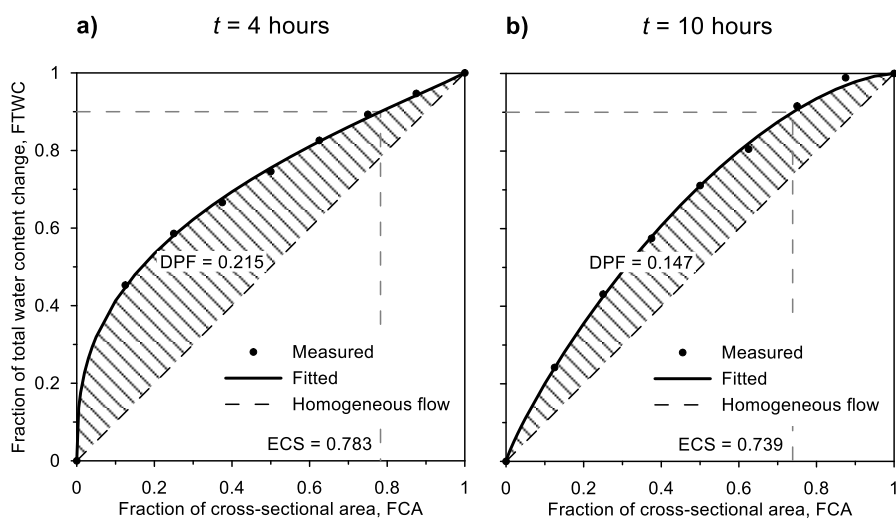 a) t = 4 hours
b) t = 10 hours
Fraction of total water content change, FTWC
1
0.8
0.6
0.4
0.2
0
DPF = 0.215
Measured
Fitted
Homogeneous flow
ECS = 0.783
0 0.2 0.4 0.6 0.8 1
Fraction of cross-sectional area, FCA
DPF = 0.147
Measured
Fitted
Homogeneous flow
ECS = 0.739
0 0.2 0.4 0.6 0.8 1
Fraction of cross-sectional area, FCA